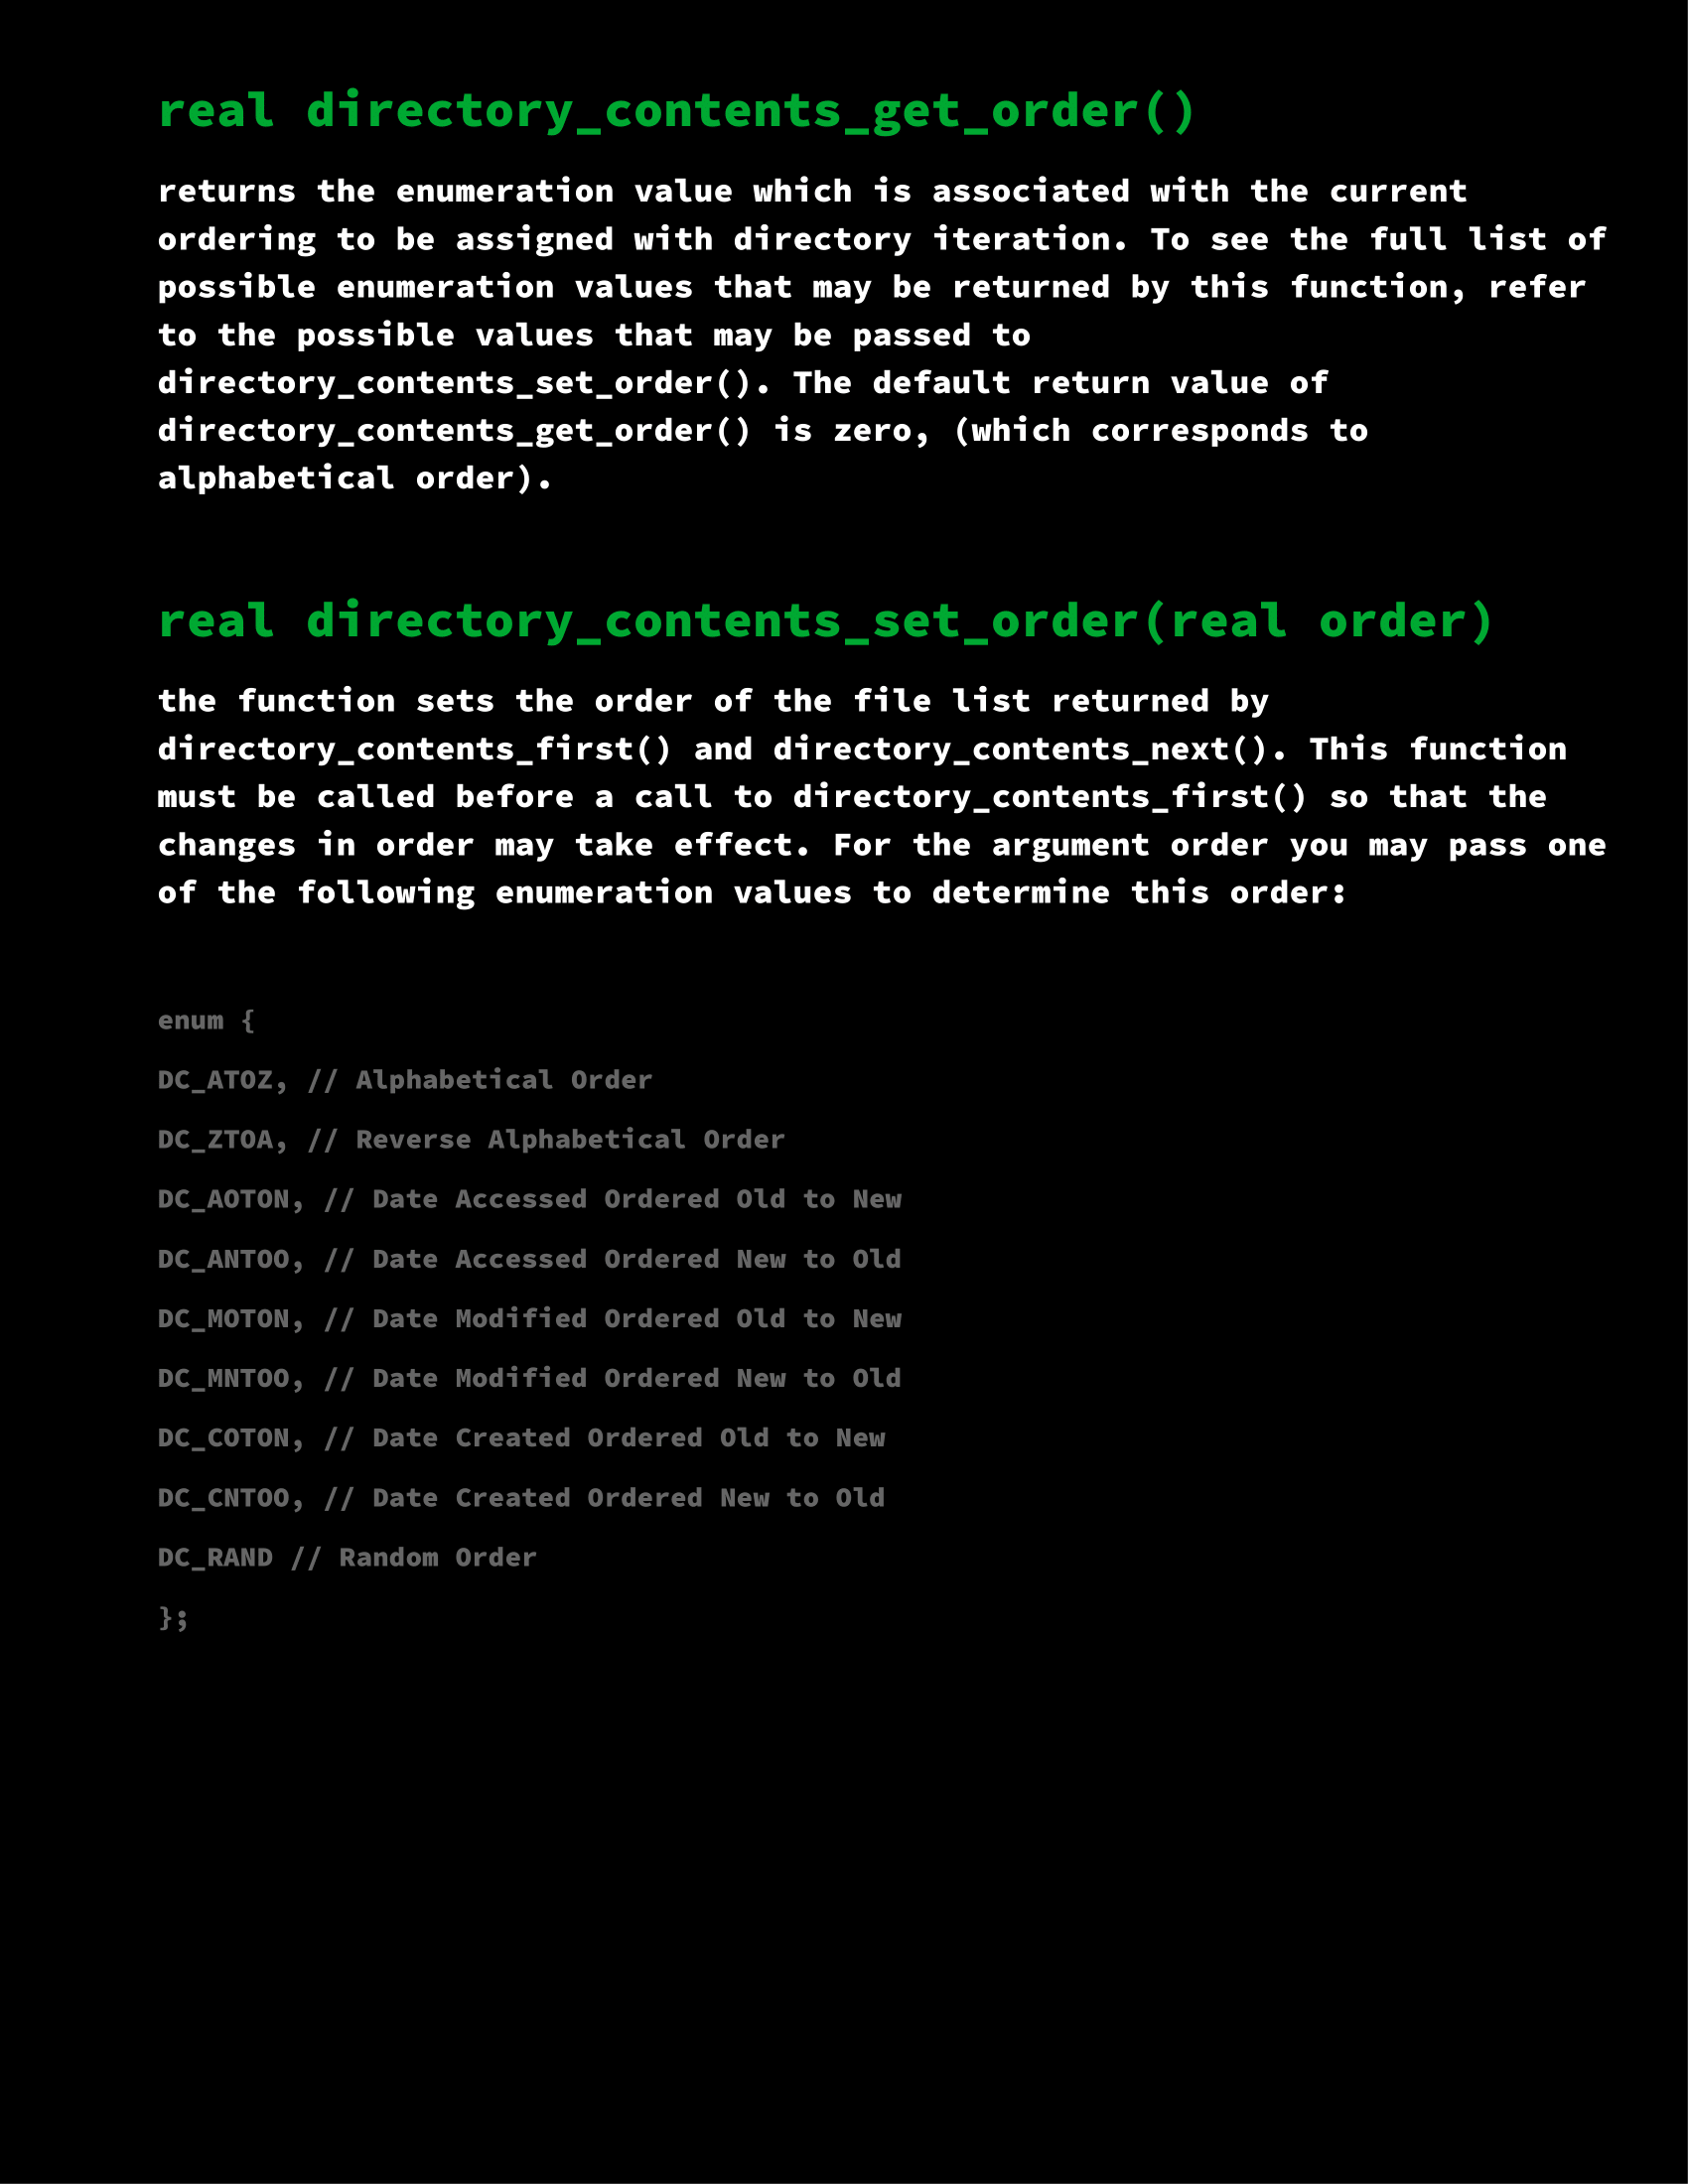 real directory_contents_get_order()
returns the enumeration value which is associated with the current
ordering to be assigned with directory iteration. To see the full list of
possible enumeration values that may be returned by this function, refer
to the possible values that may be passed to
directory_contents_set_order(). The default return value of
directory_contents_get_order() is zero, (which corresponds to
alphabetical order).
real directory_contents_set_order(real order)
the function sets the order of the file list returned by
directory_contents_first() and directory_contents_next(). This function
must be called before a call to directory_contents_first() so that the
changes in order may take effect. For the argument order you may pass one
of the following enumeration values to determine this order:
enum {
DC_ATOZ, // Alphabetical Order
DC_ZTOA, // Reverse Alphabetical Order
DC_AOTON, // Date Accessed Ordered Old to New
DC_ANTOO, // Date Accessed Ordered New to Old
DC_MOTON, // Date Modified Ordered Old to New
DC_MNTOO, // Date Modified Ordered New to Old
DC_COTON, // Date Created Ordered Old to New
DC_CNTOO, // Date Created Ordered New to Old
DC_RAND // Random Order
};